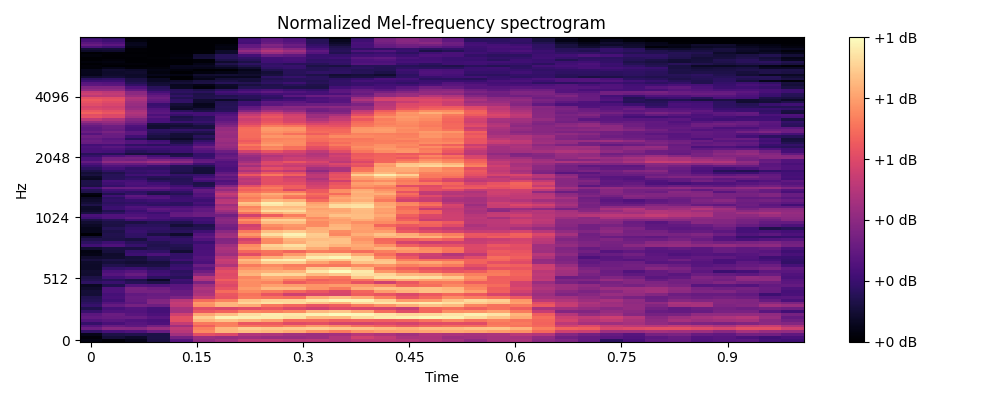 Normalized Mel-frequency spectrogram
Hz
4096
2048
1024
512
0
0 0.15 0.3 0.45 0.6 0.75 0.9
Time
+1 dB
+1 dB
+1 dB
+0 dB
+0 dB
+0 dB